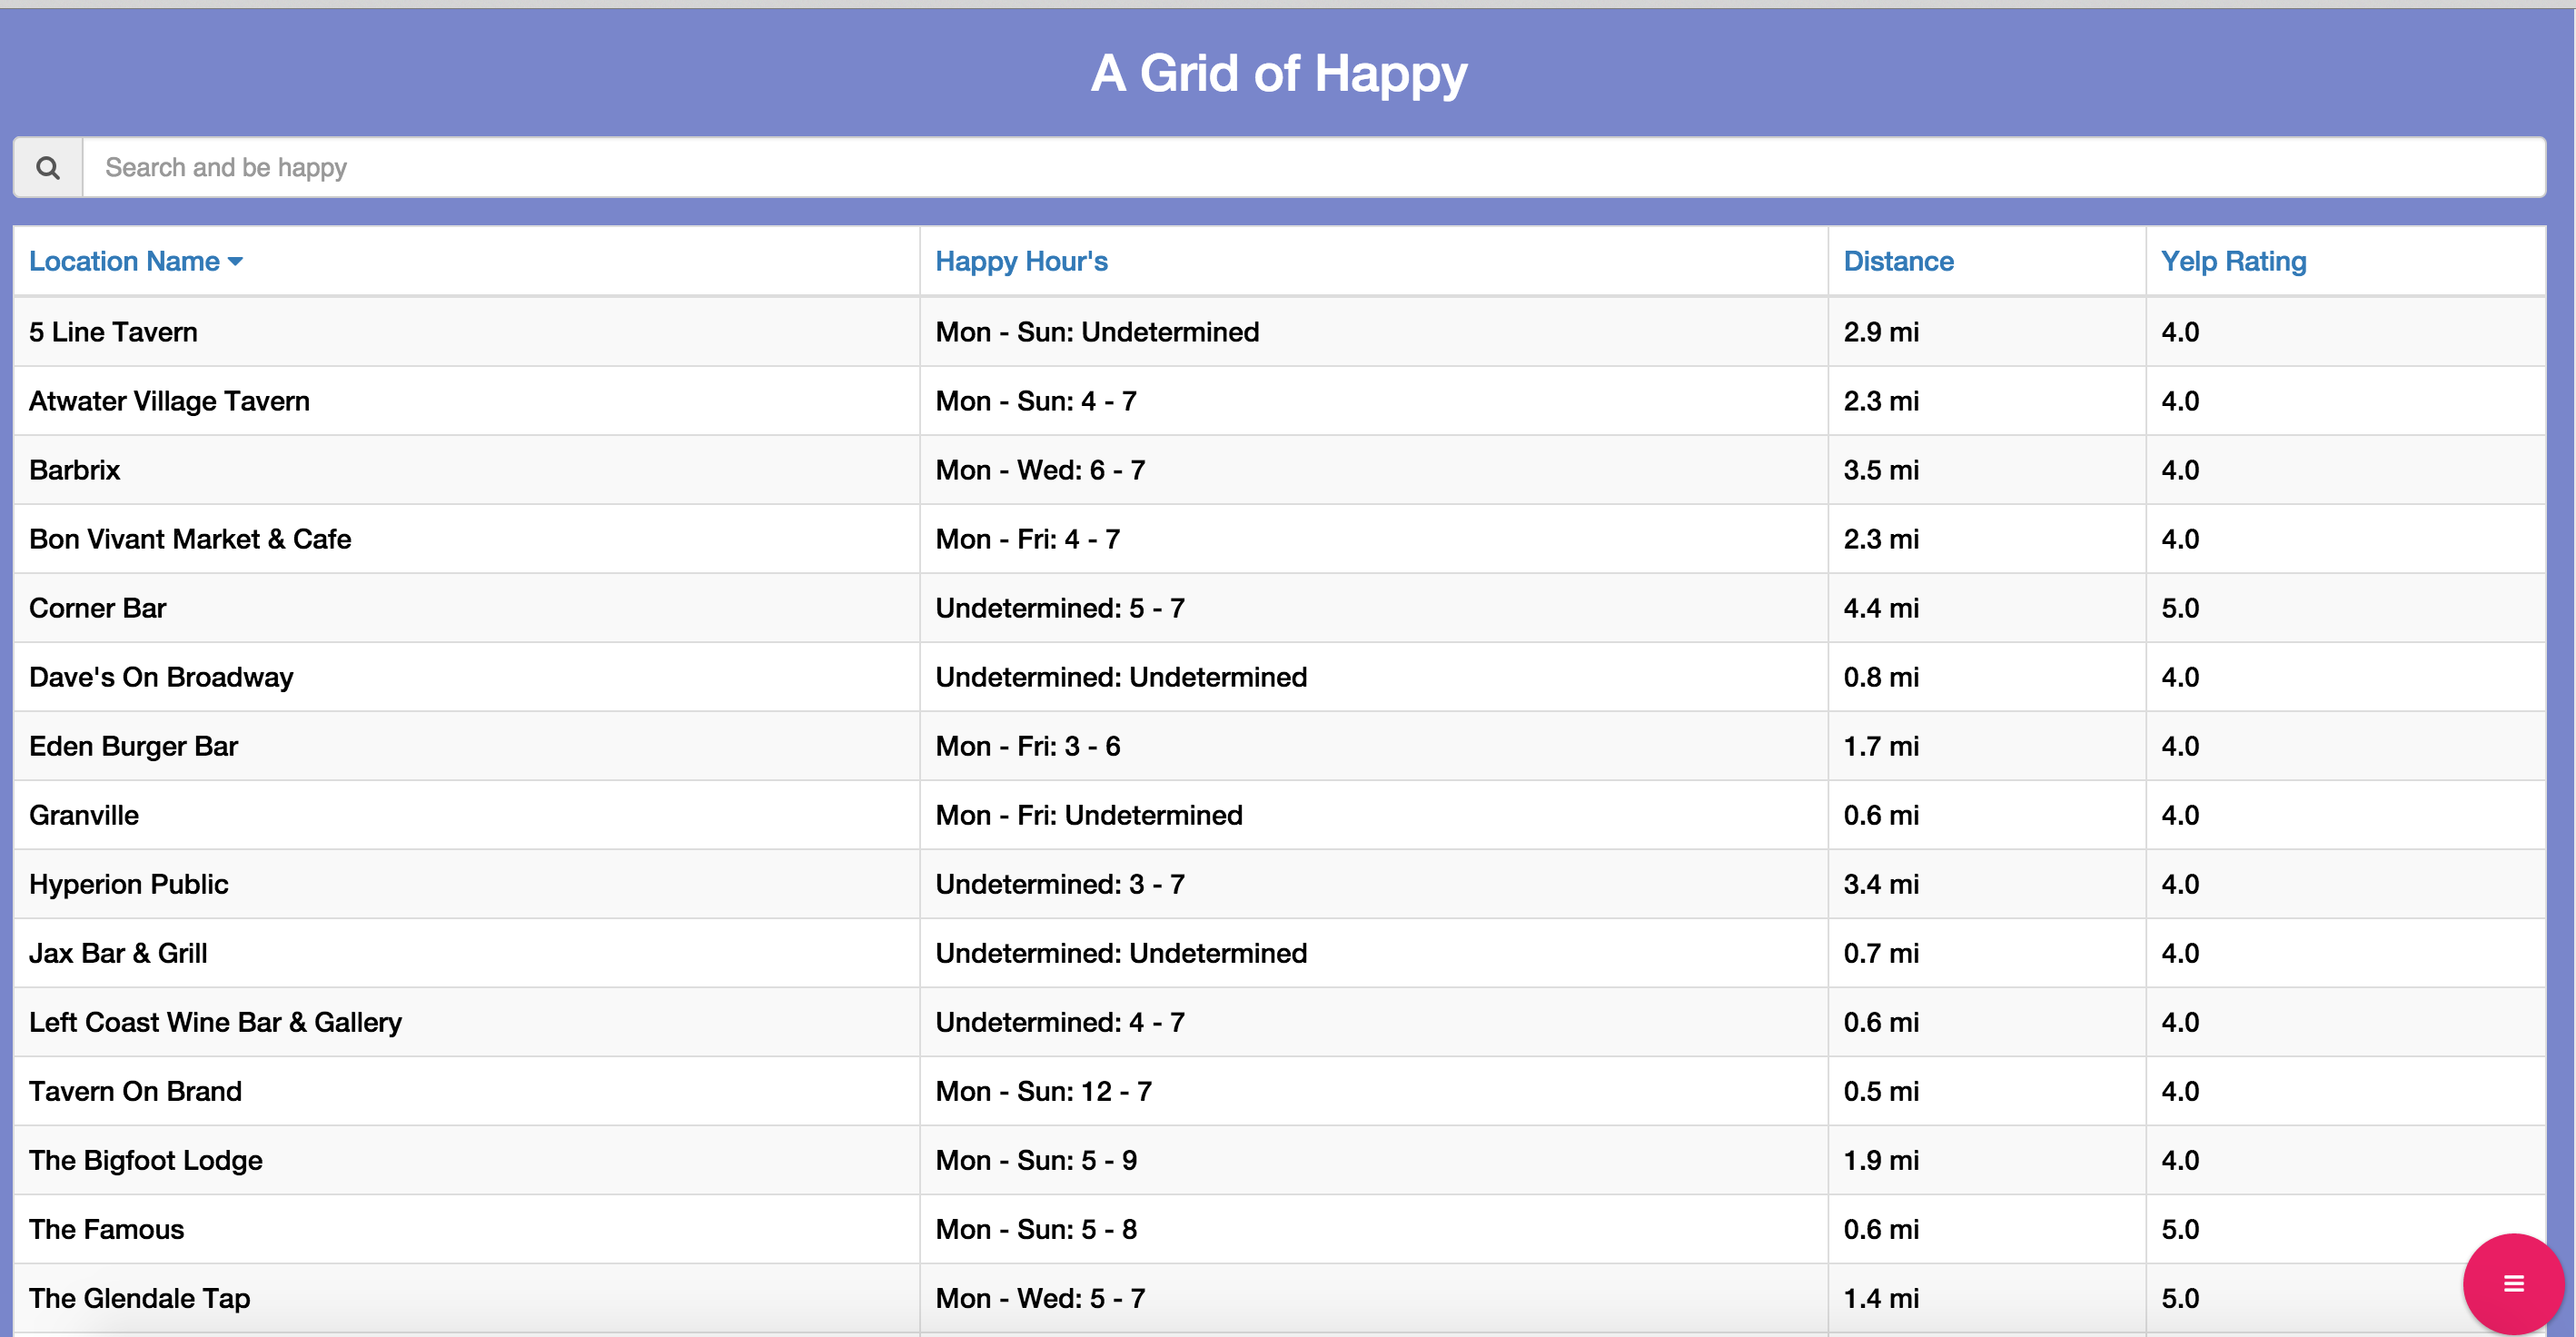 A Grid of Happy
Search and be happy
Location Name Happy Hour's Distance Yelp Rating
5 Line Tavern Mon - Sun: Undetermined 2.9 mi 4.0
Atwater Village Tavern Mon - Sun: 4 - 7 2.3 mi 4.0
Barbrix Mon - Wed: 6 - 7 3.5 mi 4.0
Bon Vivant Market & Cafe Mon - Fri: 4 - 7 2.3 mi 4.0
Corner Bar Undetermined: 5 - 7 4.4 mi 5.0
Dave's On Broadway Undetermined: Undetermined 0.8 mi 4.0
Eden Burger Bar Mon - Fri: 3 - 6 1.7 mi 4.0
Granville Mon - Fri: Undetermined 0.6 mi 4.0
Hyperion Public Undetermined: 3 - 7 3.4 mi 4.0
Jax Bar & Grill Undetermined: Undetermined 0.7 mi 4.0
Left Coast Wine Bar & Gallery Undetermined: 4 - 7 0.6 mi 4.0
Tavern On Brand Mon - Sun: 12 - 7 0.5 mi 4.0
The Bigfoot Lodge Mon - Sun: 5 - 9 1.9 mi 4.0
The Famous Mon - Sun: 5 - 8 0.6 mi 5.0
The Glendale Tap Mon - Wed: 5 - 7 1.4 mi 5.0